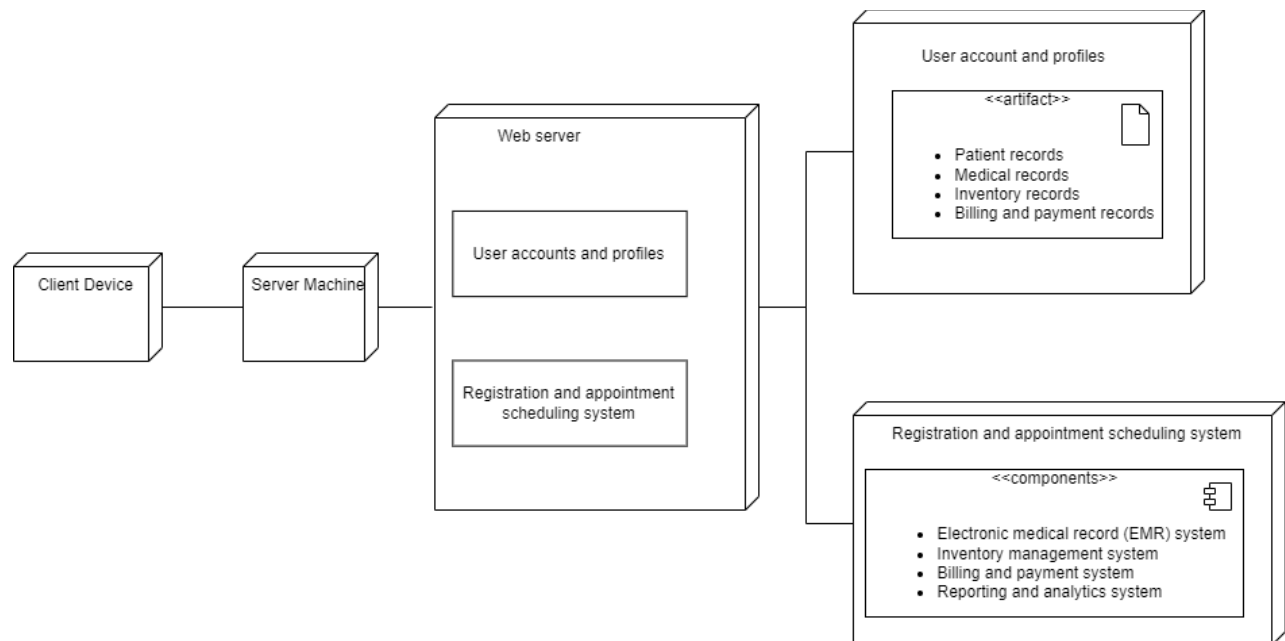 Client Device
Server Machine
Web server
User accounts and profiles
Registration and appointment
scheduling system
User account and profiles
<<artifact>>
• Patient records
• Medical records
• Inventory records
• Billing and payment records
Registration and appointment scheduling system
<<components>>
• Electronic medical record (EMR) system
• Inventory management system
• Billing and payment system
• Reporting and analytics system